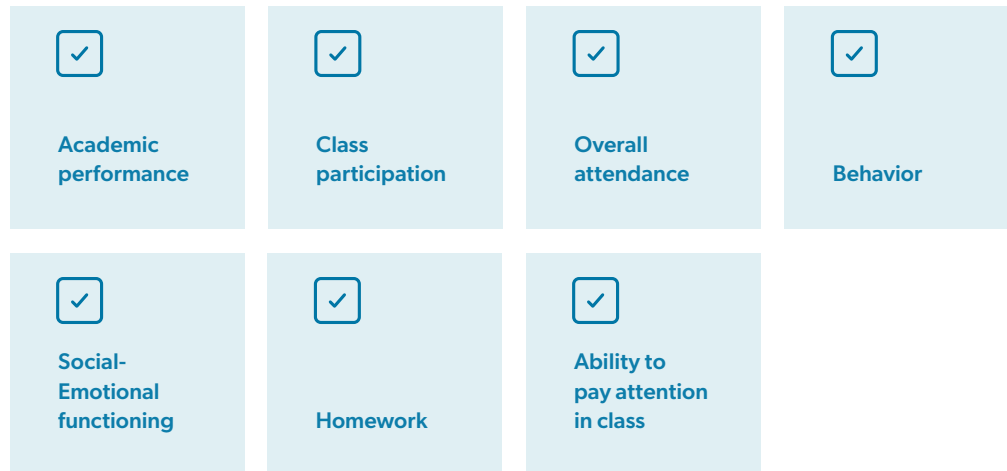 Academic
performance
Class
participation
Overall
attendance
Behavior
Social-
Emotional
functioning
Homework
Ability to
pay attention
in class